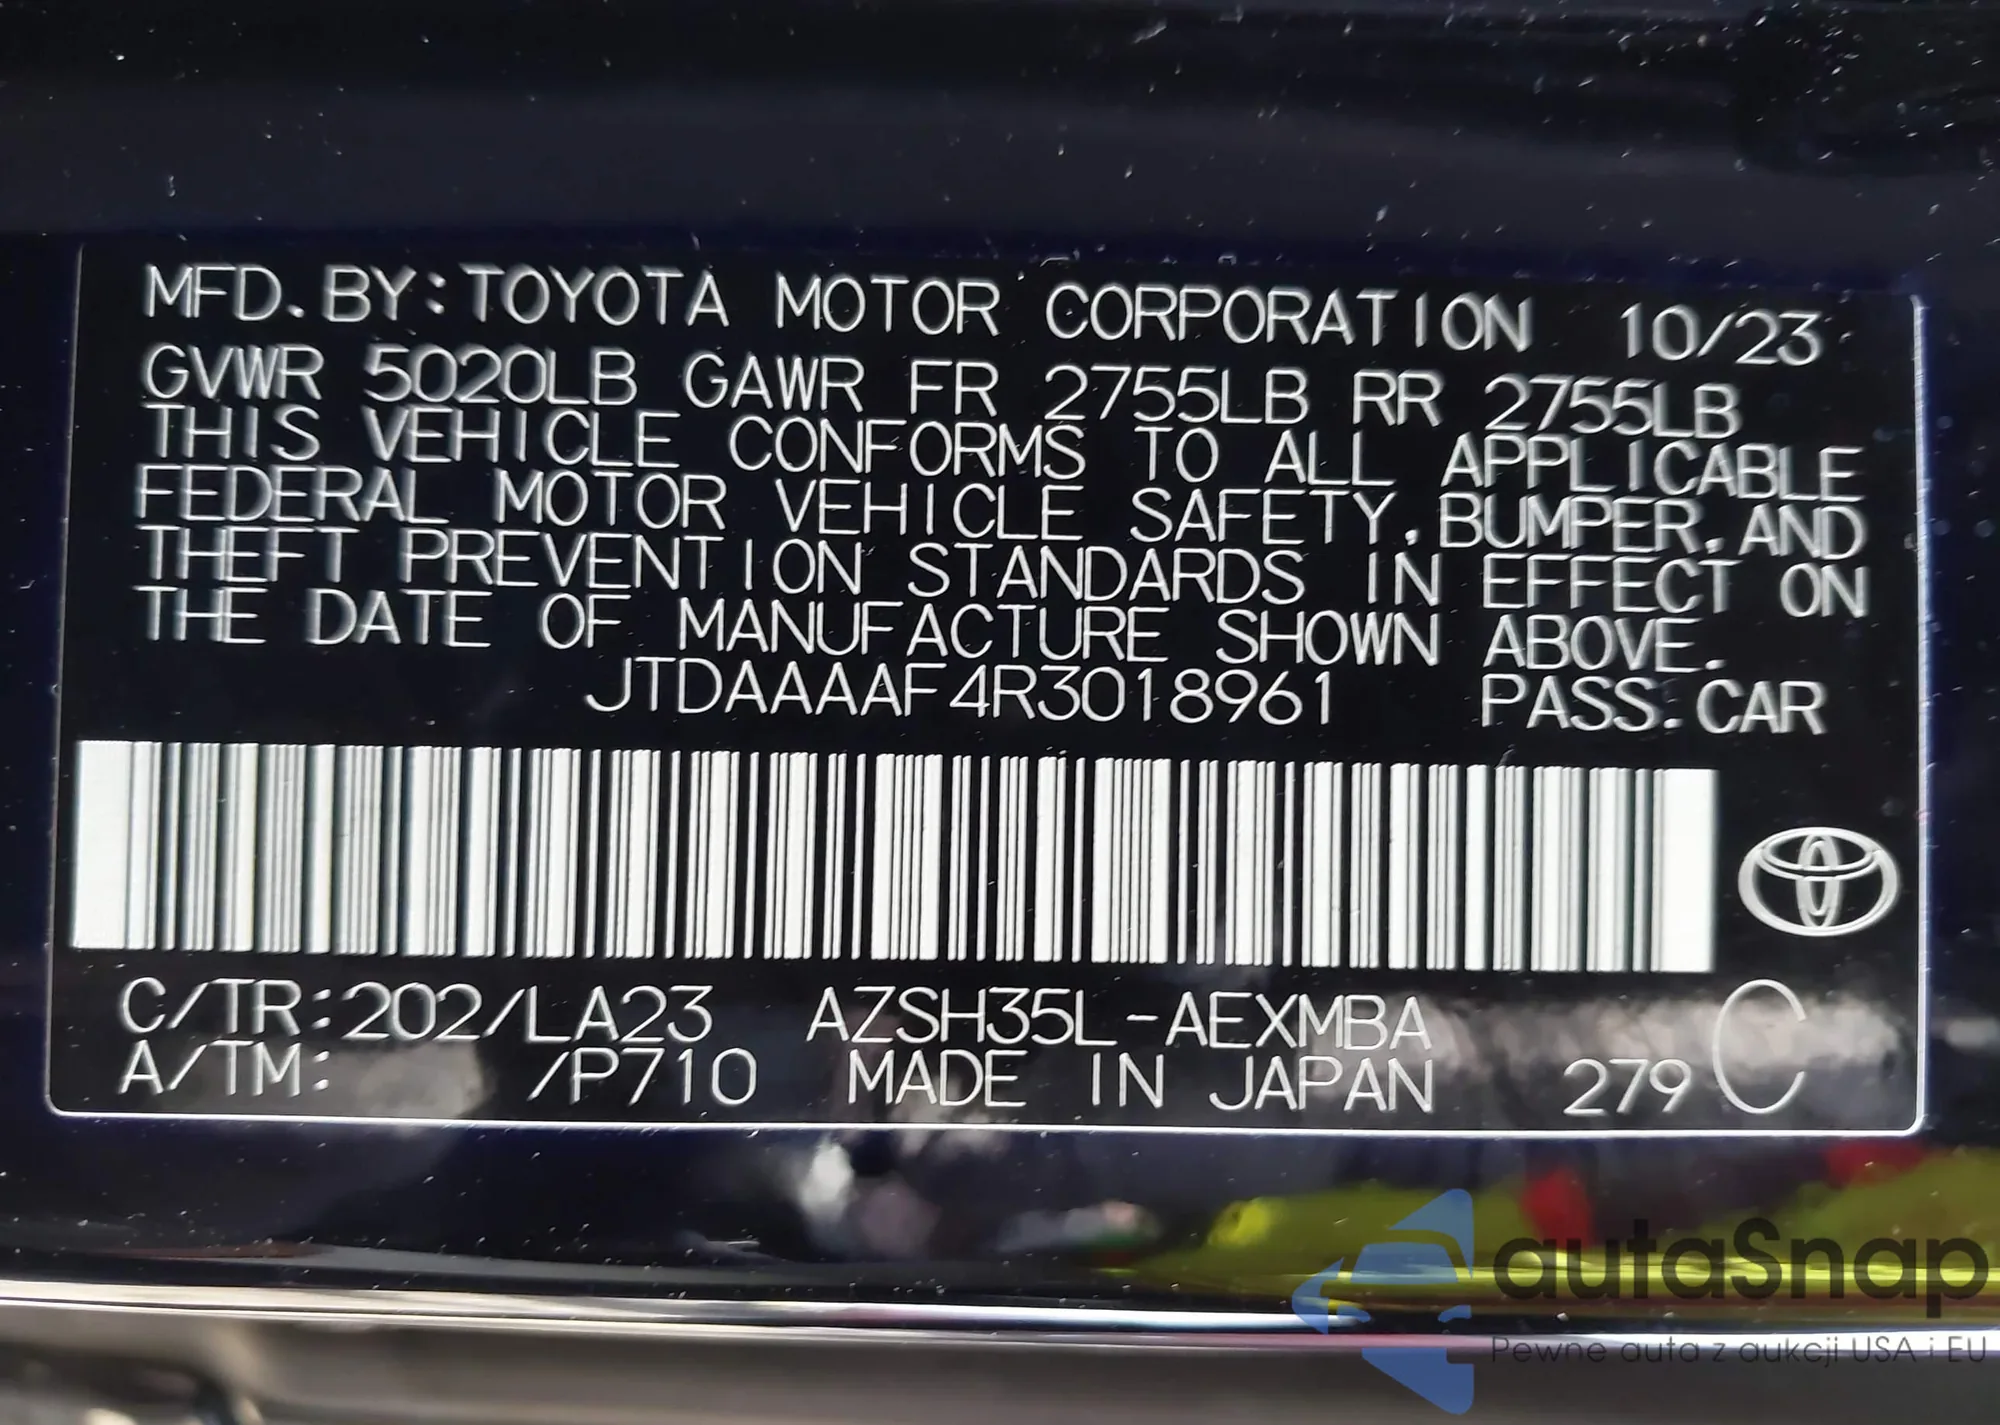 MFD.BY:TOYOTA MOTOR CORPORATION 10/23
GVWR 5020LB GAWR FR 2755LB RR 2755LB
THIS VEHICLE CONFORMS TO ALL APPLICABLE
FEDERAL MOTOR VEHICLE SAFETY,BUMPER,AND
THEFT PREVENTION STANDARDS IN EFFECT ON
THE DATE OF MANUFACTURE SHOWN ABOVE.
JTDAAAAF4R3018961 PASS.CAR
C/TR:202/LA23 AZSH35L-AEXMBA C
A/TM: /P710 MADE IN JAPAN 279
autaSnap
Pewne auta z aukcji USA i EU